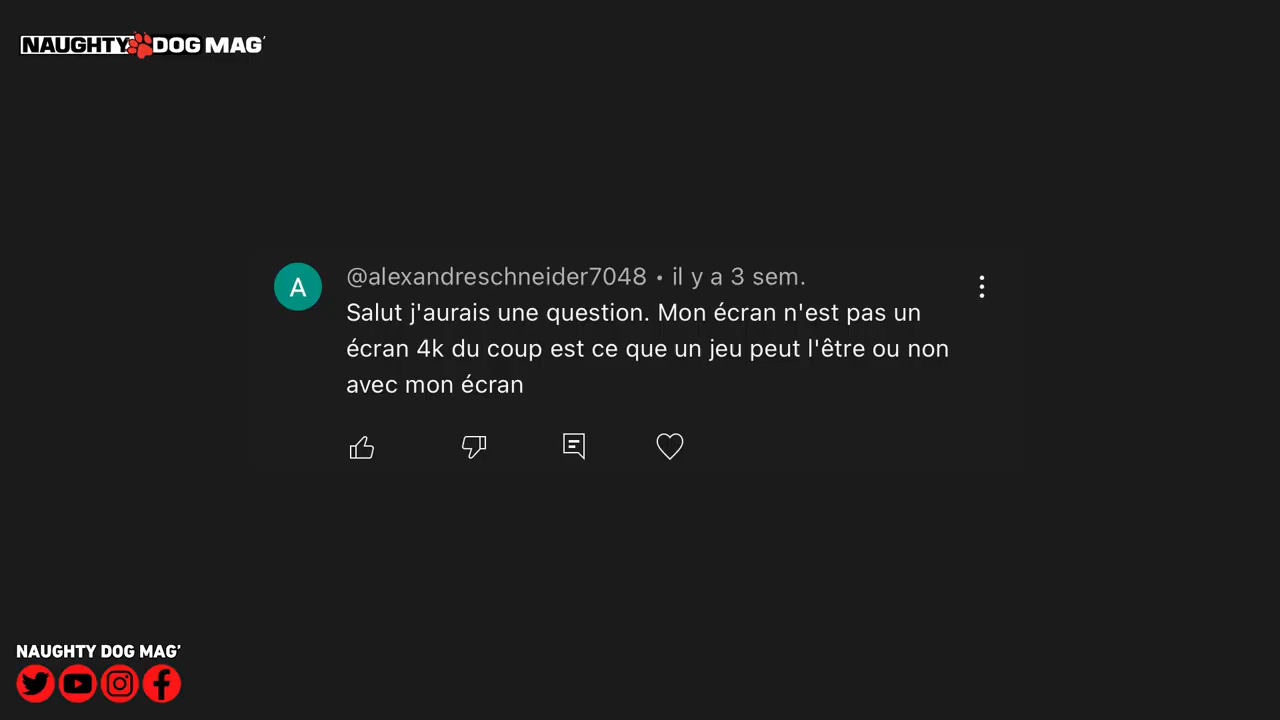 NAUGHTY DOG MAG'
A
@alexandreschneider7048 • il y a 3 sem.
Salut j'aurais une question. Mon écran n'est pas un
écran 4k du coup est ce que un jeu peut l'être ou non
avec mon écran
NAUGHTY DOG MAG'